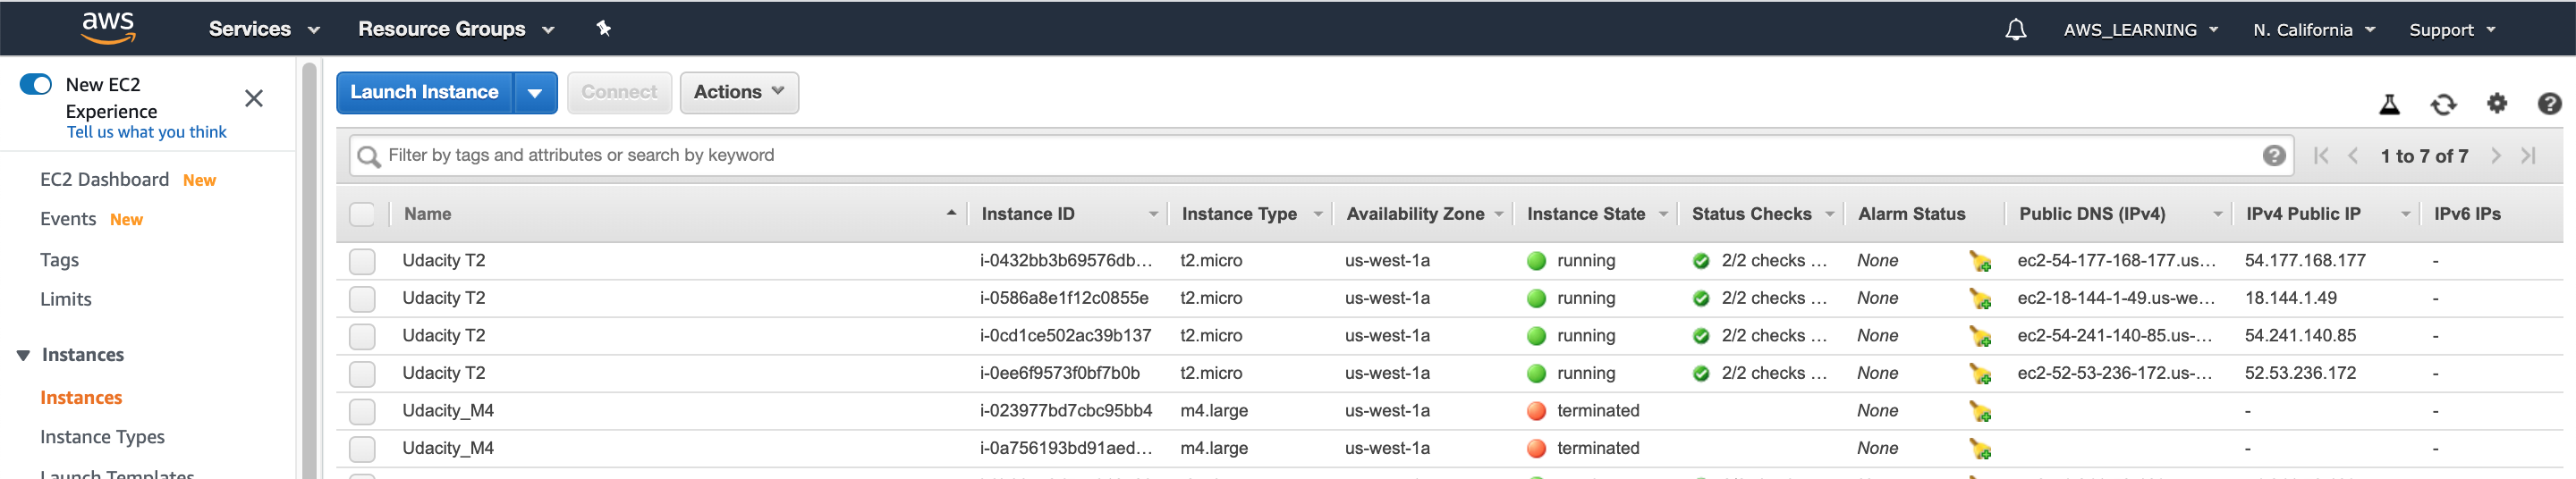 aws Services Resource Groups AWS_LEARNING N. California Support
New EC2
Experience
Tell us what you think
EC2 Dashboard New
Events New
Tags
Limits
Instances
Instances
Instance Types
Launch Templates
Launch Instance Connect Actions
Filter by tags and attributes or search by keyword 1 to 7 of 7
Name Instance ID Instance Type Availability Zone Instance State Status Checks Alarm Status Public DNS (IPv4) IPv4 Public IP IPv6 IPs
Udacity T2 i-0432bb3b69576db... t2.micro us-west-1a running 2/2 checks ... None ec2-54-177-168-177.us... 54.177.168.177 -
Udacity T2 i-0586a8e1f12c0855e t2.micro us-west-1a running 2/2 checks ... None ec2-18-144-1-49.us-we... 18.144.1.49 -
Udacity T2 i-0cd1ce502ac39b137 t2.micro us-west-1a running 2/2 checks ... None ec2-54-241-140-85.us-... 54.241.140.85 -
Udacity T2 i-0ee6f9573f0bf7b0b t2.micro us-west-1a running 2/2 checks ... None ec2-52-53-236-172.us-... 52.53.236.172 -
Udacity_M4 i-023977bd7cbc95bb4 m4.large us-west-1a terminated None - -
Udacity_M4 i-0a756193bd91aed... m4.large us-west-1a terminated None - -